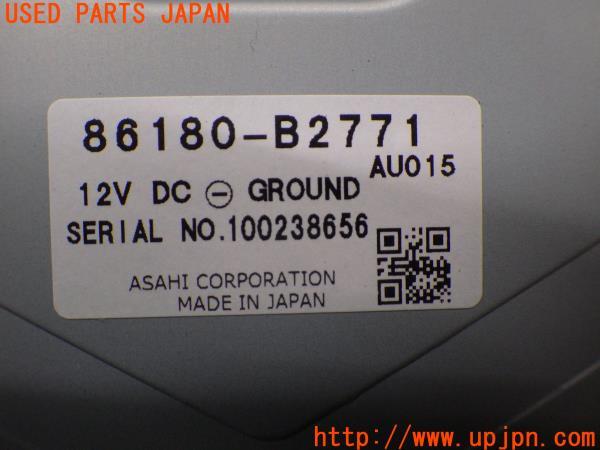 USED PARTS JAPAN
86180-B2771
AU015
12V DC ⊖ GROUND
SERIAL NO.100238656
ASAHI CORPORATION
MADE IN JAPAN
http://www.upjpn.com/